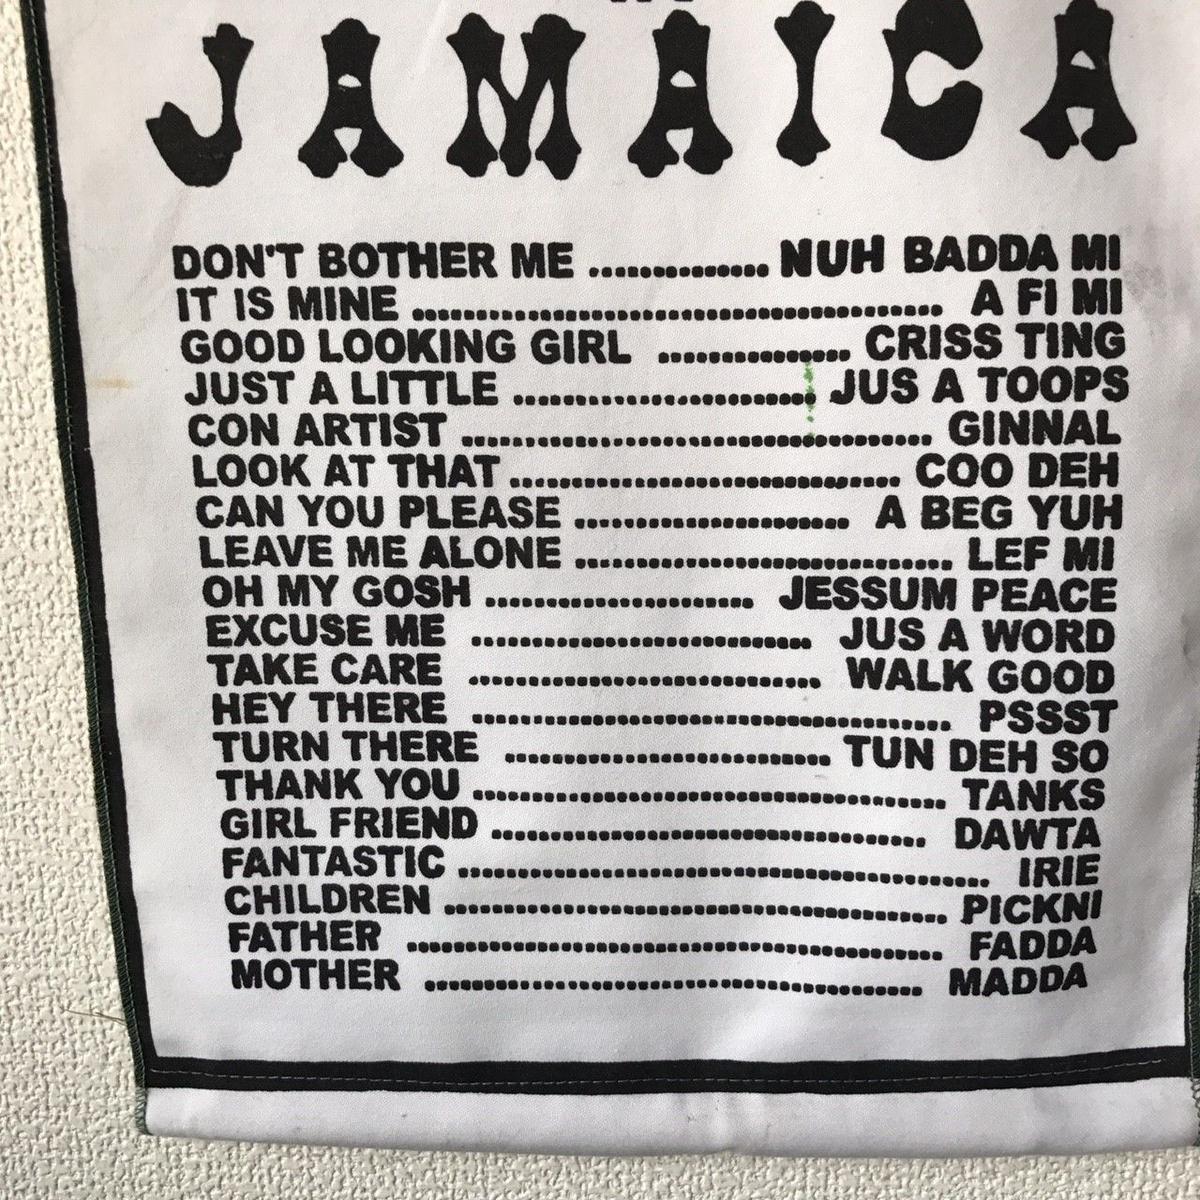 JAMAICA
DON'T BOTHER ME .............. NUH BADDA MI
IT IS MINE .......................................... A FI MI
GOOD LOOKING GIRL ............... CRISS TING
JUST A LITTLE ........................ JUS A TOOPS
CON ARTIST ..................................... GINNAL
LOOK AT THAT ............................... COO DEH
CAN YOU PLEASE ...................... A BEG YUH
LEAVE ME ALONE .............................. LEF MI
OH MY GOSH ..................... JESSUM PEACE
EXCUSE ME ........................... JUS A WORD
TAKE CARE ............................ WALK GOOD
HEY THERE ...................................... PSSST
TURN THERE .......................... TUN DEH SO
THANK YOU ...................................... TANKS
GIRL FRIEND ................................... DAWTA
FANTASTIC .......................................... IRIE
CHILDREN ........................................ PICKNI
FATHER ........................................... FADDA
MOTHER ........................................ MADDA